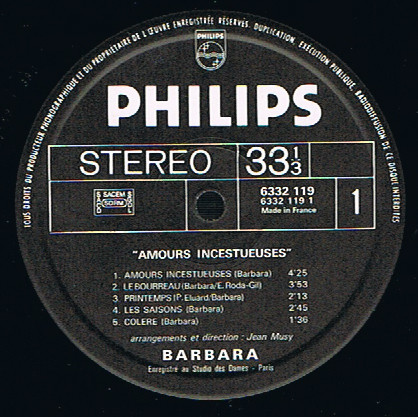 TOUS DROITS DU PRODUCTEUR PHONOGRAPHIQUE ET DU PROPRIETAIRE DE L'ŒUVRE ENREGISTREE RESERVES. DUPLICATION, EXECUTION PUBLIQUE, RADIODIFFUSION DE CE DISQUE INTERDITES
PHILIPS
PHILIPS
STEREO 33 1/3
SACEM
SDRM
6332 119
6332 119 1
Made in France
1
"AMOURS INCESTUEUSES"
1. AMOURS INCESTUEUSES (Barbara) 4'25
2. LE BOURREAU (Barbara/E. Roda-Gil) 3'53
3. PRINTEMPS (P. Eluard/Barbara) 2'13
4. LES SAISONS (Barbara) 2'45
5. COLERE (Barbara) 1'36
arrangements et direction : Jean Musy
BARBARA
Enregistré au Studio des Dames - Paris